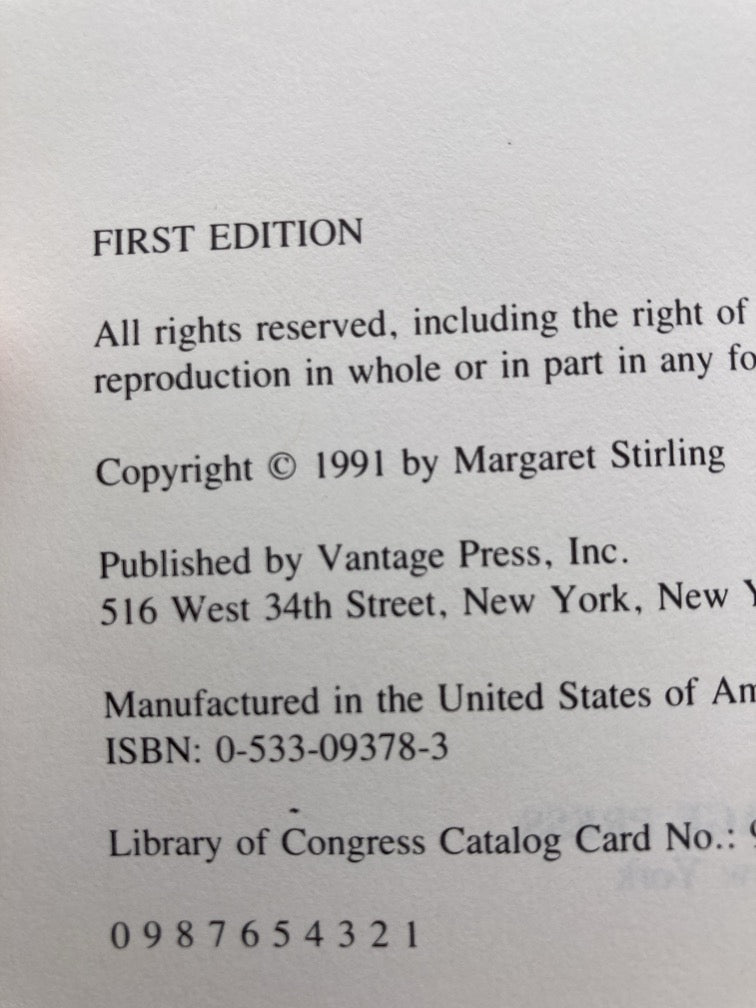 FIRST EDITION
All rights reserved, including the right of
reproduction in whole or in part in any fo
Copyright © 1991 by Margaret Stirling
Published by Vantage Press, Inc.
516 West 34th Street, New York, New Y
Manufactured in the United States of Am
ISBN: 0-533-09378-3
Library of Congress Catalog Card No.: 9
0 9 8 7 6 5 4 3 2 1